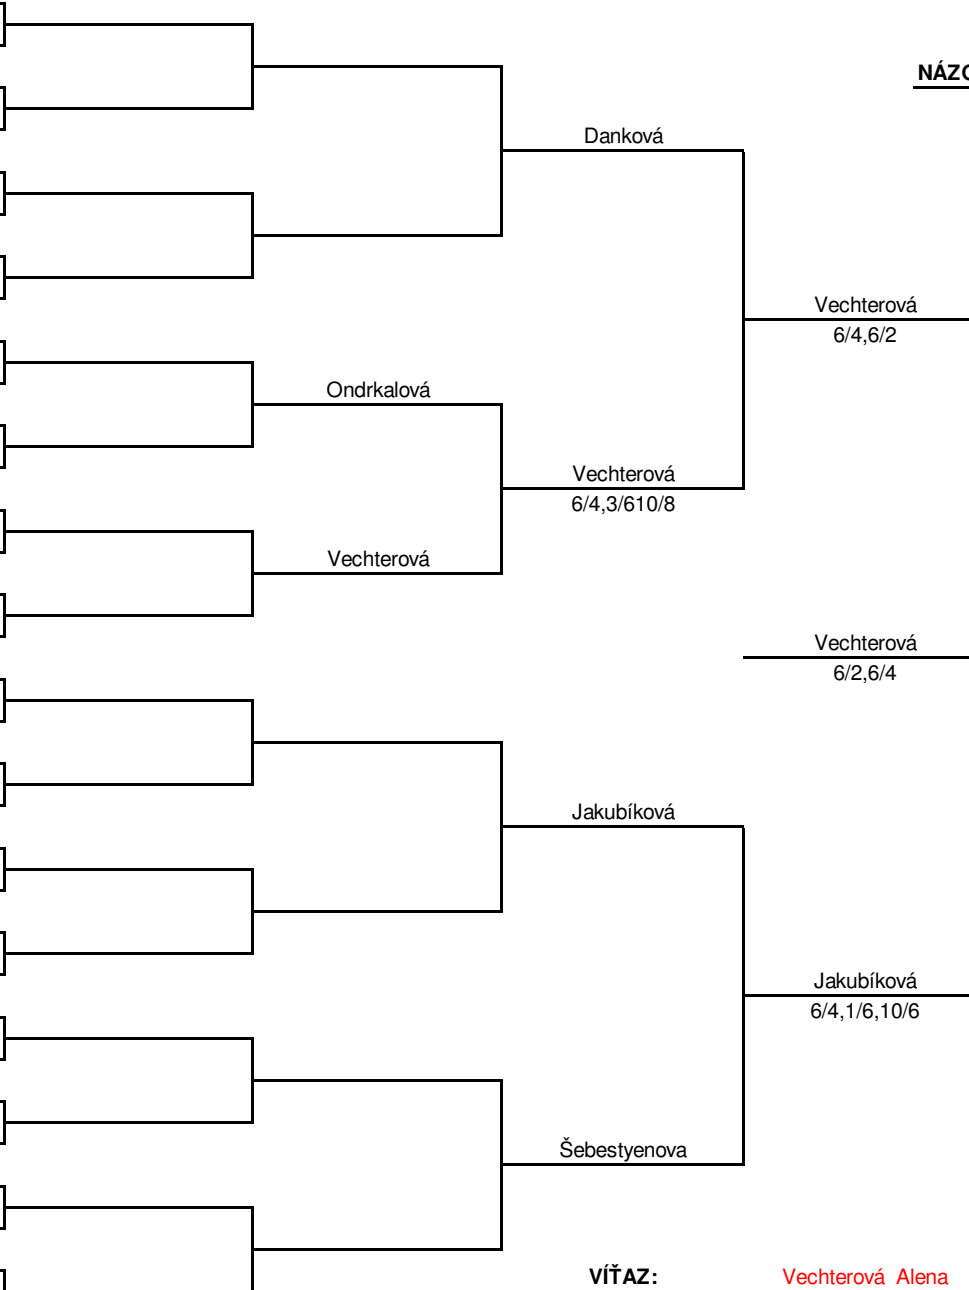 NÁZO
Danková
Vechterová
6/4,6/2
Ondrkalová
Vechterová
6/4,3/610/8
Vechterová
Vechterová
6/2,6/4
Jakubíková
Jakubíková
6/4,1/6,10/6
Šebestyenova
VÍŤAZ: Vechterová Alena